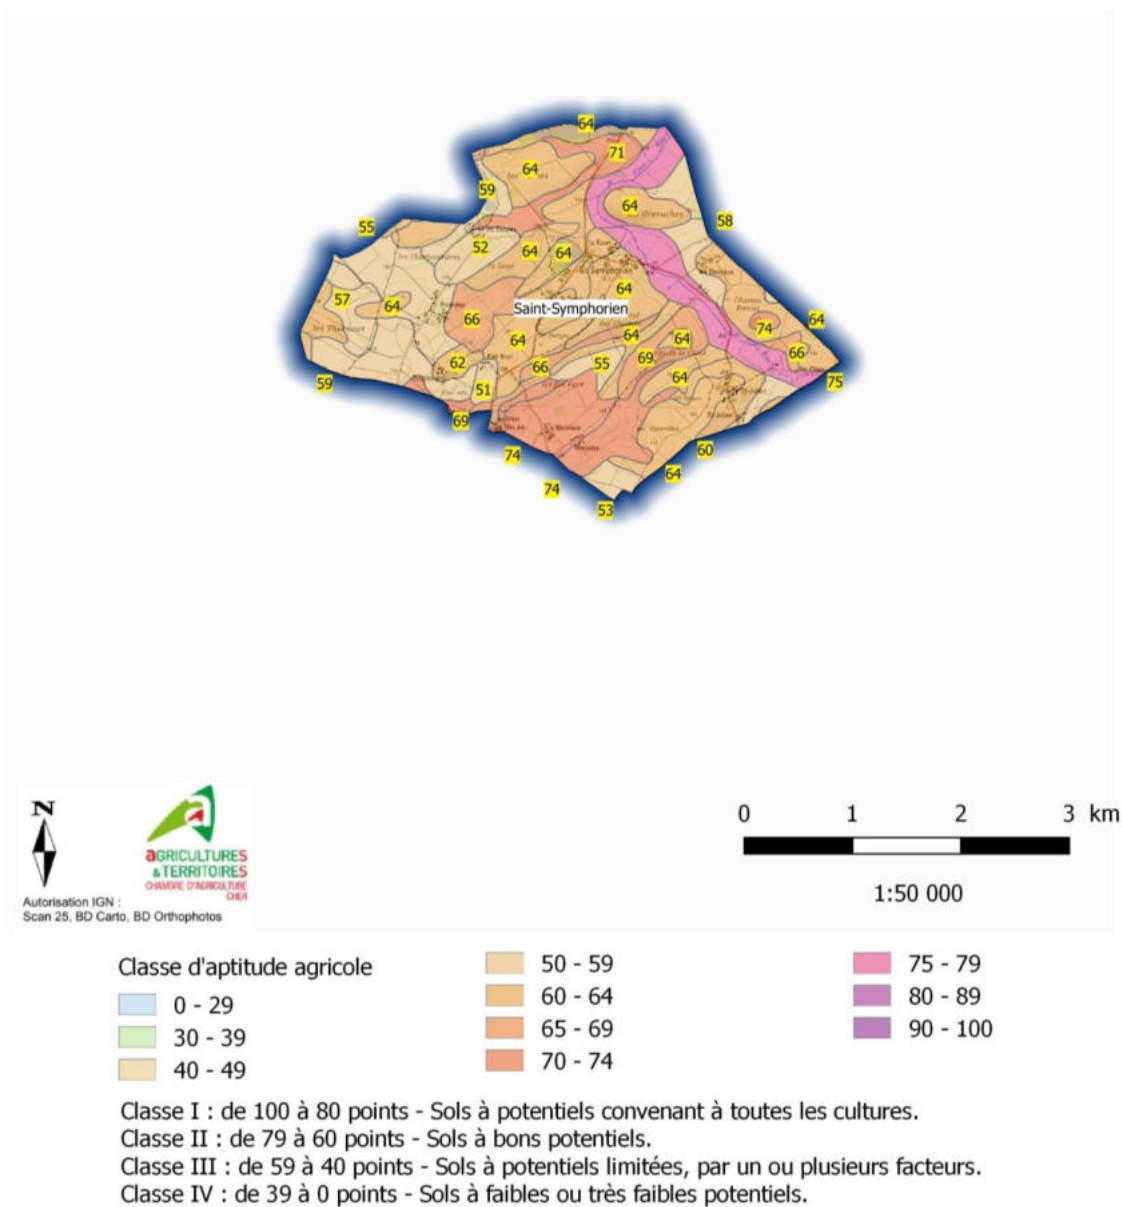 64
71
64
59
64
55
58
52
64
64
57
64
64
Saint-Symphorien
66
64
64
74
64
64
66
62
66
55
69
64
66
59
51
75
69
74
60
64
74
53
N
0 1 2 3 km
1:50 000
AGRICULTURES
& TERRITOIRES
CHAMBRE D'AGRICULTURE
CHER
Autorisation IGN :
Scan 25, BD Carto, BD Orthophotos
Classe d'aptitude agricole
0 - 29
30 - 39
40 - 49
50 - 59
60 - 64
65 - 69
70 - 74
75 - 79
80 - 89
90 - 100
Classe I : de 100 à 80 points - Sols à potentiels convenant à toutes les cultures.
Classe II : de 79 à 60 points - Sols à bons potentiels.
Classe III : de 59 à 40 points - Sols à potentiels limitées, par un ou plusieurs facteurs.
Classe IV : de 39 à 0 points - Sols à faibles ou très faibles potentiels.